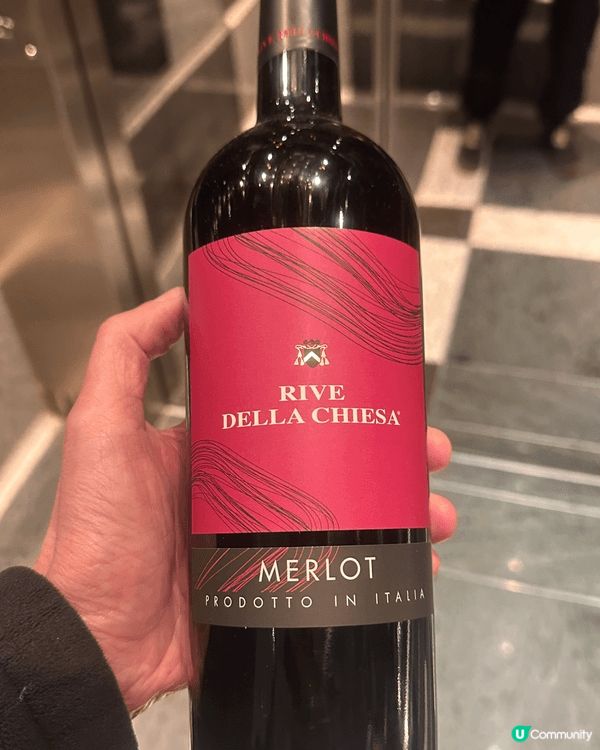 RIVE
DELLA CHIESA®
MERLOT
PRODOTTO IN ITALIA
U Community